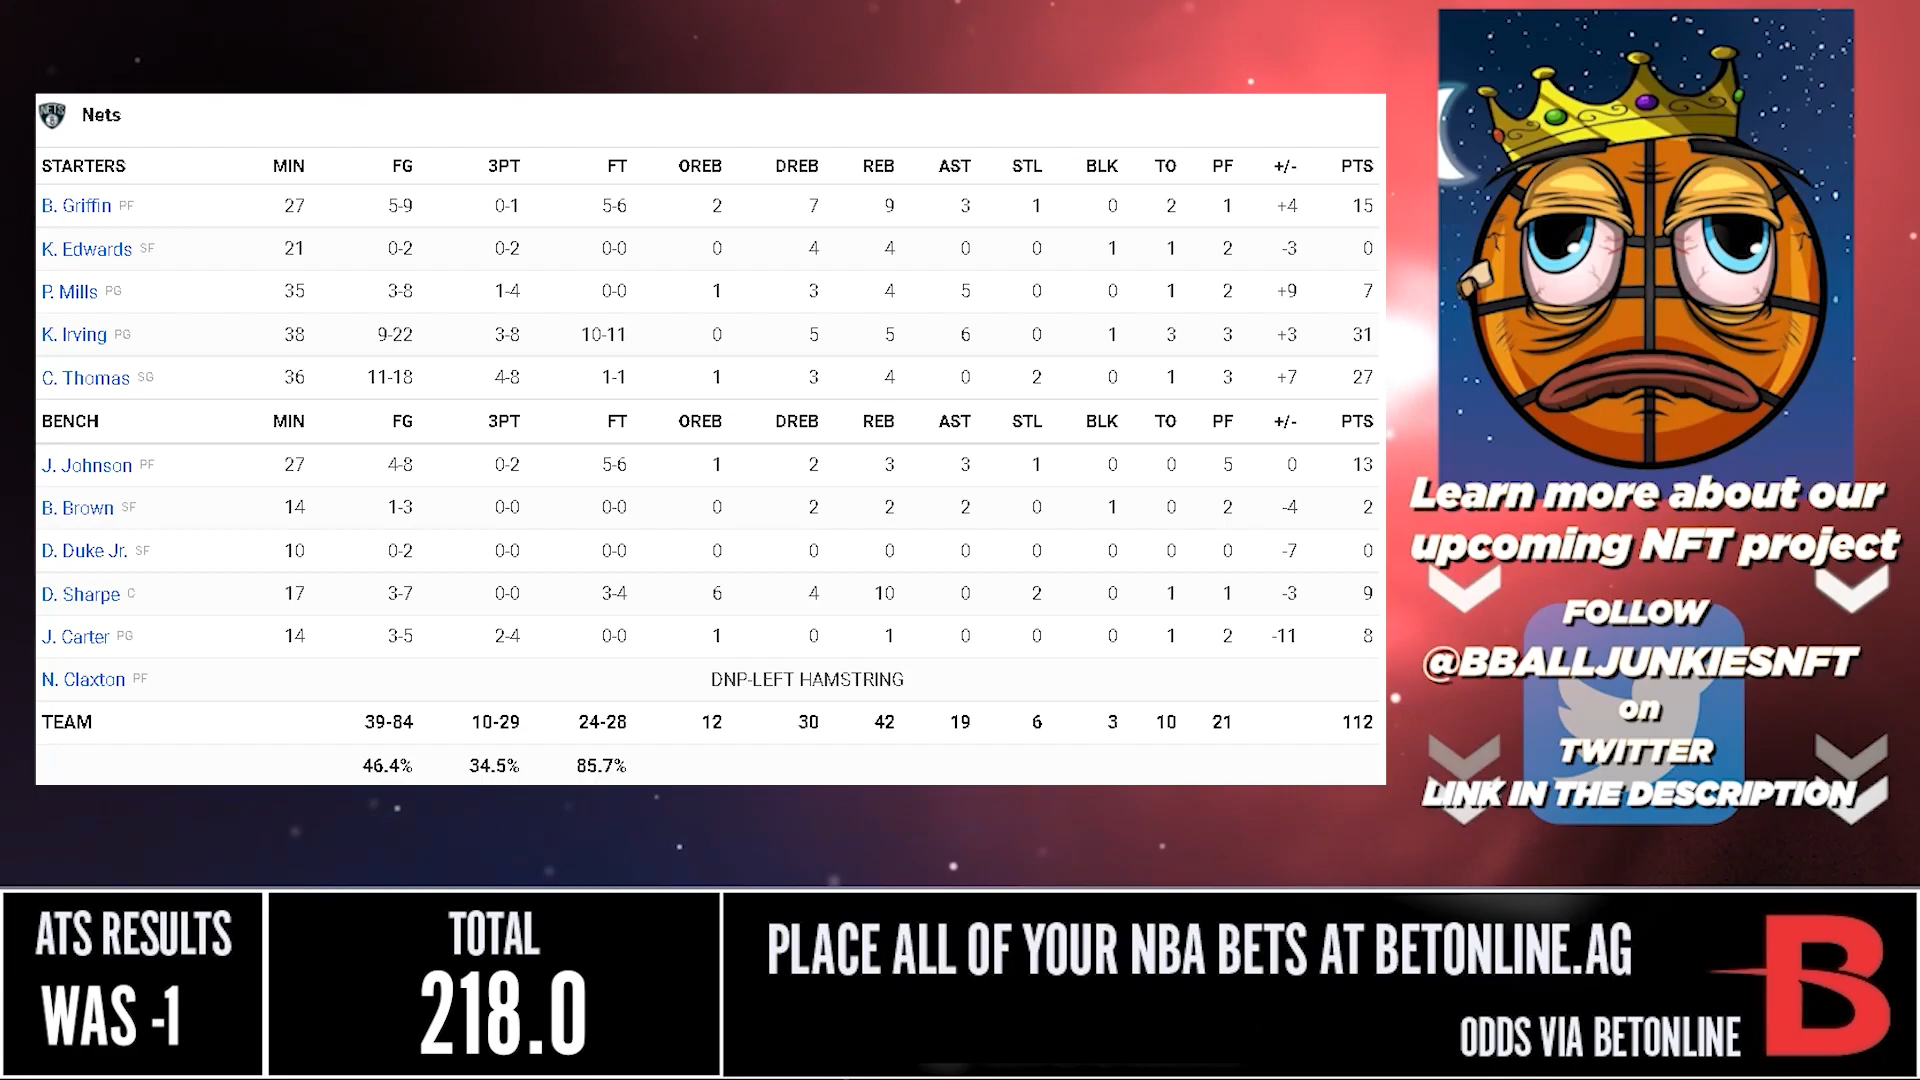 Nets
STARTERS MIN FG 3PT FT OREB DREB REB AST STL BLK TO PF +/- PTS
B. Griffin PF 27 5-9 0-1 5-6 2 7 9 3 1 0 2 1 +4 15
K. Edwards SF 21 0-2 0-2 0-0 0 4 4 0 0 1 1 2 -3 0
P. Mills PG 35 3-8 1-4 0-0 1 3 4 5 0 0 1 2 +9 7
K. Irving PG 38 9-22 3-8 10-11 0 5 5 6 0 1 3 3 +3 31
C. Thomas SG 36 11-18 4-8 1-1 1 3 4 0 2 0 1 3 +7 27
BENCH MIN FG 3PT FT OREB DREB REB AST STL BLK TO PF +/- PTS
J. Johnson PF 27 4-8 0-2 5-6 1 2 3 3 1 0 0 5 0 13
B. Brown SF 14 1-3 0-0 0-0 0 2 2 2 0 1 0 2 -4 2
D. Duke Jr. SF 10 0-2 0-0 0-0 0 0 0 0 0 0 0 0 -7 0
D. Sharpe C 17 3-7 0-0 3-4 6 4 10 0 2 0 1 1 -3 9
J. Carter PG 14 3-5 2-4 0-0 1 0 1 0 0 0 1 2 -11 8
N. Claxton PF DNP-LEFT HAMSTRING
TEAM 39-84 10-29 24-28 12 30 42 19 6 3 10 21 112
46.4% 34.5% 85.7%
Learn more about our
upcoming NFT project
FOLLOW
@BBALLJUNKIESNFT
on
TWITTER
LINK IN THE DESCRIPTION
ATS RESULTS
WAS -1
TOTAL
218.0
PLACE ALL OF YOUR NBA BETS AT BETONLINE.AG
ODDS VIA BETONLINE
B